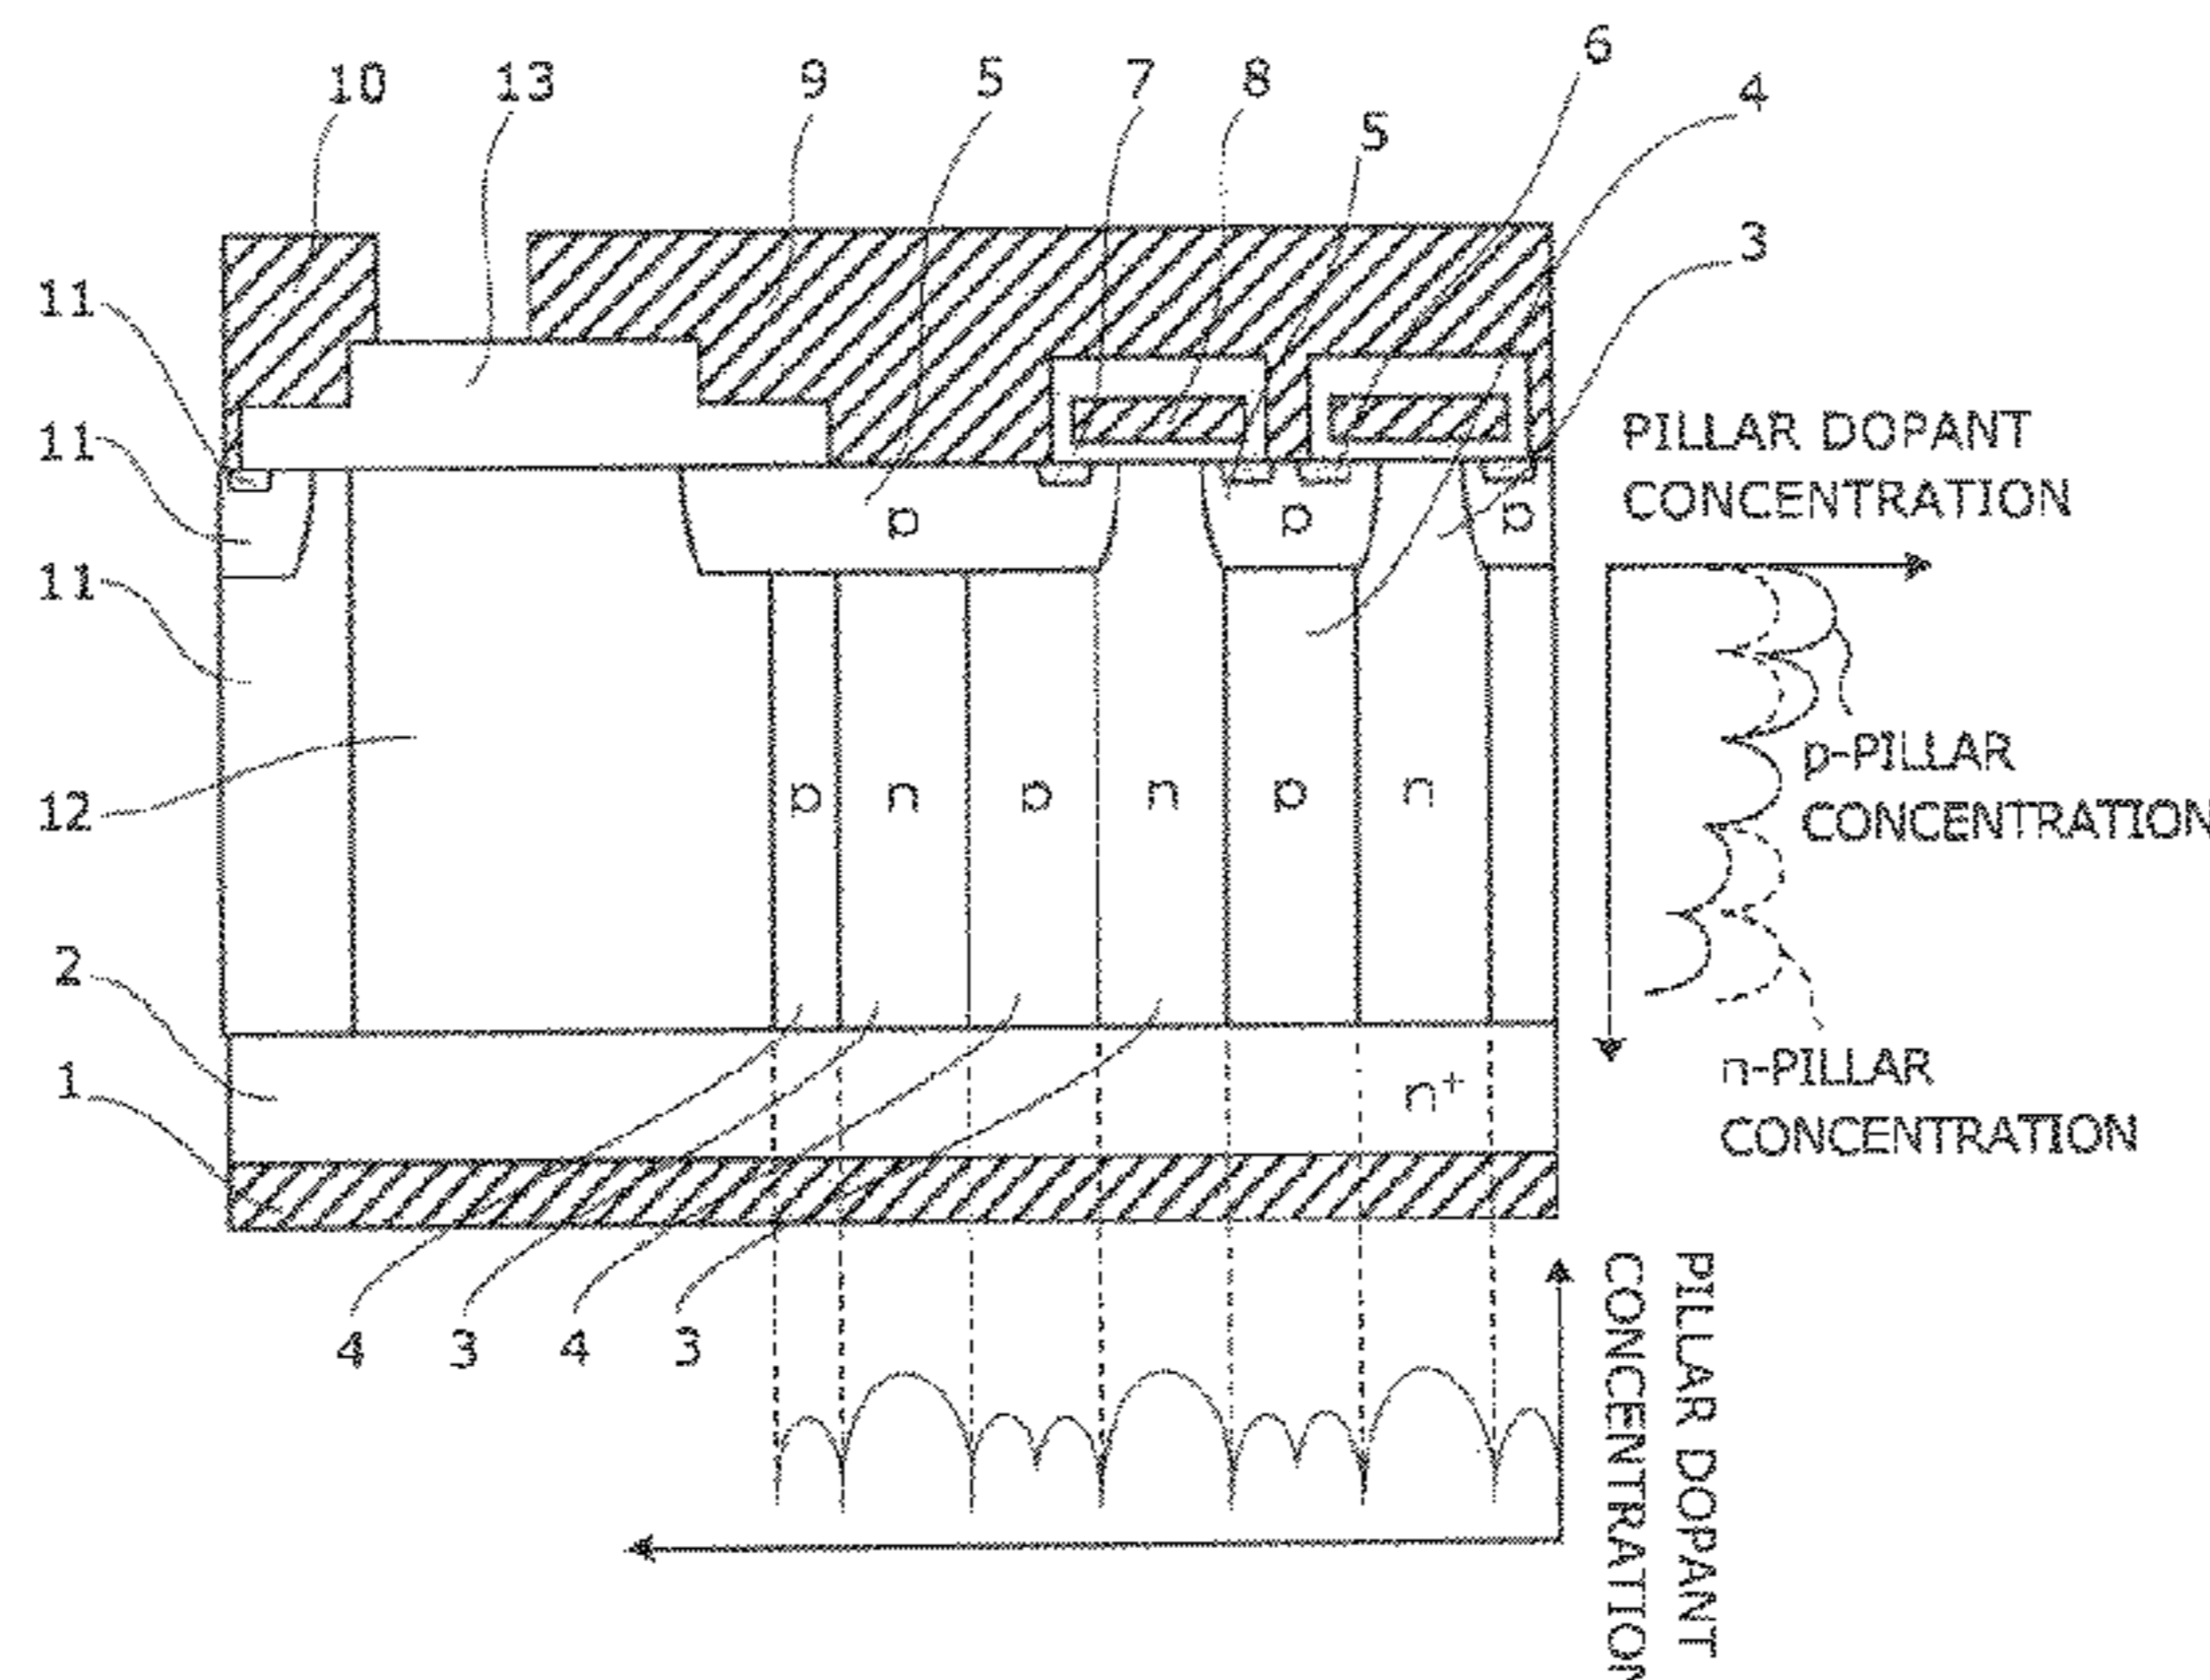 10 13 9 5 7 8 5 6 4
3
11
11
11
12
2
1
p p p
p n p n p n
n+
4 3 4 3
PILLAR DOPANT
CONCENTRATION
p-PILLAR
CONCENTRATION
n-PILLAR
CONCENTRATION
PILLAR DOPANT
CONCENTRATION